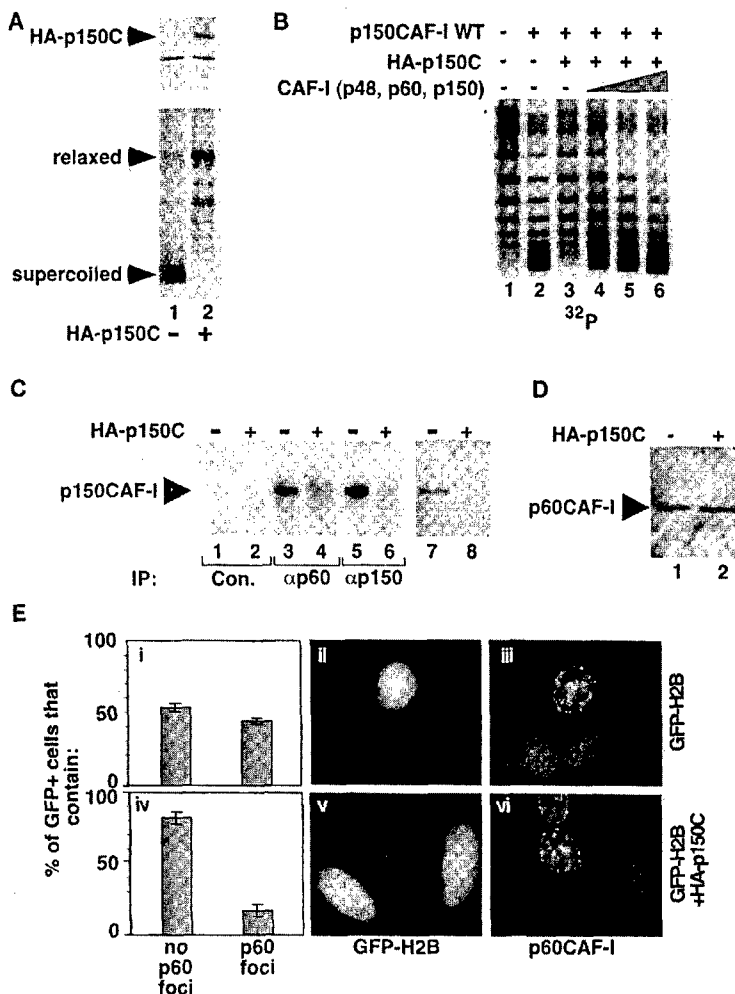 A
HA-p150C
relaxed
supercoiled
1 2
HA-p150C - +
B
p150CAF-I WT - + + + + +
HA-p150C - - + + + +
CAF-I (p48, p60, p150) - - -
1 2 3 4 5 6
32P
C
HA-p150C - + - + - + - +
p150CAF-I
1 2 3 4 5 6 7 8
IP: Con. αp60 αp150
D
HA-p150C - +
p60CAF-I
1 2
E
% of GFP+ cells that contain:
100
50
0
i
ii
iii
GFP-H2B
100
50
0
iv
v
vi
GFP-H2B +HA-p150C
no p60 foci
p60 foci
GFP-H2B
p60CAF-I